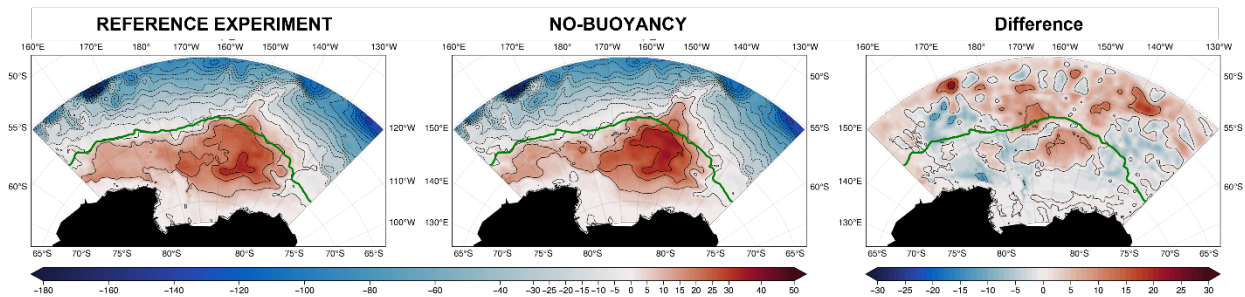 REFERENCE EXPERIMENT NO-BUOYANCY Difference
160°E 170°E 180° 170°W 160°W 150°W 140°W 130°W 160°E 170°E 180° 170°W 160°W 150°W 140°W 130°W 160°E 170°E 180° 170°W 160°W 150°W 140°W 130°W
50°S 50°S 50°S
55°S 120°W 150°E 55°S 150°E 55°S
60°S 110°W 140°E 60°S 140°E 60°S
100°W 130°E 130°E
65°S 70°S 75°S 80°S 80°S 75°S 70°S 65°S 65°S 70°S 75°S 80°S 80°S 75°S 70°S 65°S 65°S 70°S 75°S 80°S 80°S 75°S 70°S 65°S
−180 −160 −140 −120 −100 −80 −60 −40 −30 −25 −20 −15 −10 −5 0 5 10 15 20 25 30 40 50 −30 −25 −20 −15 −10 −5 0 5 10 15 20 25 30